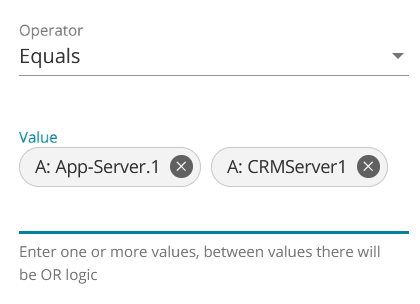 Operator
Equals
Value
A: App-Server.1 A: CRMServer1
Enter one or more values, between values there will
be OR logic